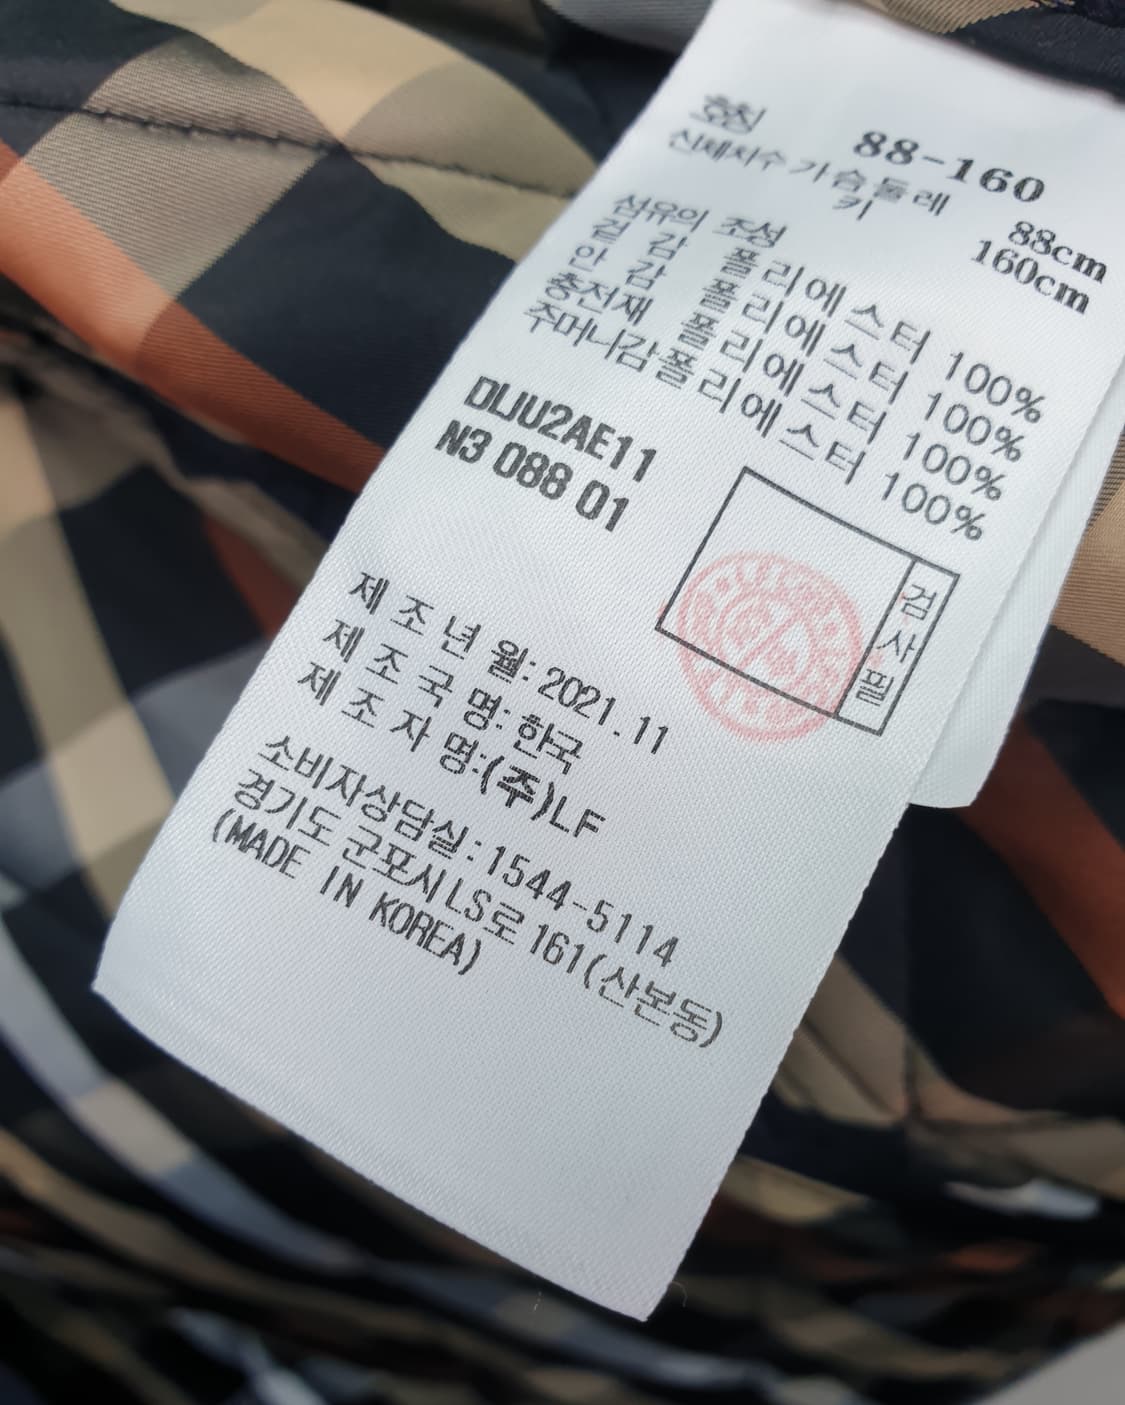 호칭 88-160
신체치수 가슴둘레 88cm
키 160cm
섬유의 조성
겉 감 폴리에스터 100%
안 감 폴리에스터 100%
충전재 폴리에스터 100%
주머니감 폴리에스터 100%
DUU2AE11
N3 088 01
검사필
제 조 년 월: 2021.11
제 조 국 명: 한국
제 조 자 명:(주)LF
소비자상담실:1544-5114
경기도 군포시 LS로 161(산본동)
(MADE IN KOREA)